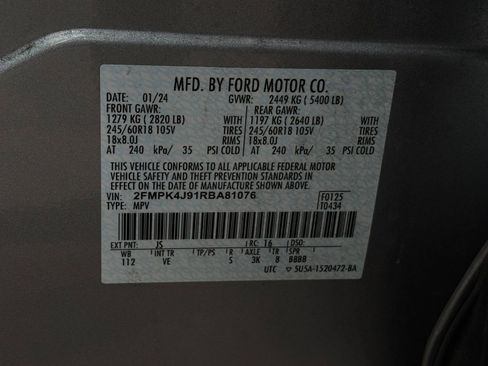 MFD. BY FORD MOTOR CO.
DATE: 01/24 GVWR: 2449 KG ( 5400 LB)
FRONT GAWR: REAR GAWR:
1279 KG ( 2820 LB) WITH 1197 KG ( 2640 LB) WITH
245/60R18 105V TIRES 245/60R18 105V TIRES
18x8.0J RIMS 18x8.0J RIMS
AT 240 kPa/ 35 PSI COLD AT 240 kPa/ 35 PSI COLD
THIS VEHICLE CONFORMS TO ALL APPLICABLE FEDERAL MOTOR
VEHICLE SAFETY AND THEFT PREVENTION STANDARDS IN EFFECT
ON THE DATE OF MANUFACTURE SHOWN ABOVE.
VIN: 2FMPK4J91RBA81076 F0125
TYPE: MPV T0434
EXT PNT: JS RC: 16 DSO:
WB INT TR TP/PS R AXLE TR SPR
112 VE 5 3K 8 BBBB
UTC ▽ 5U5A-1520472-BA